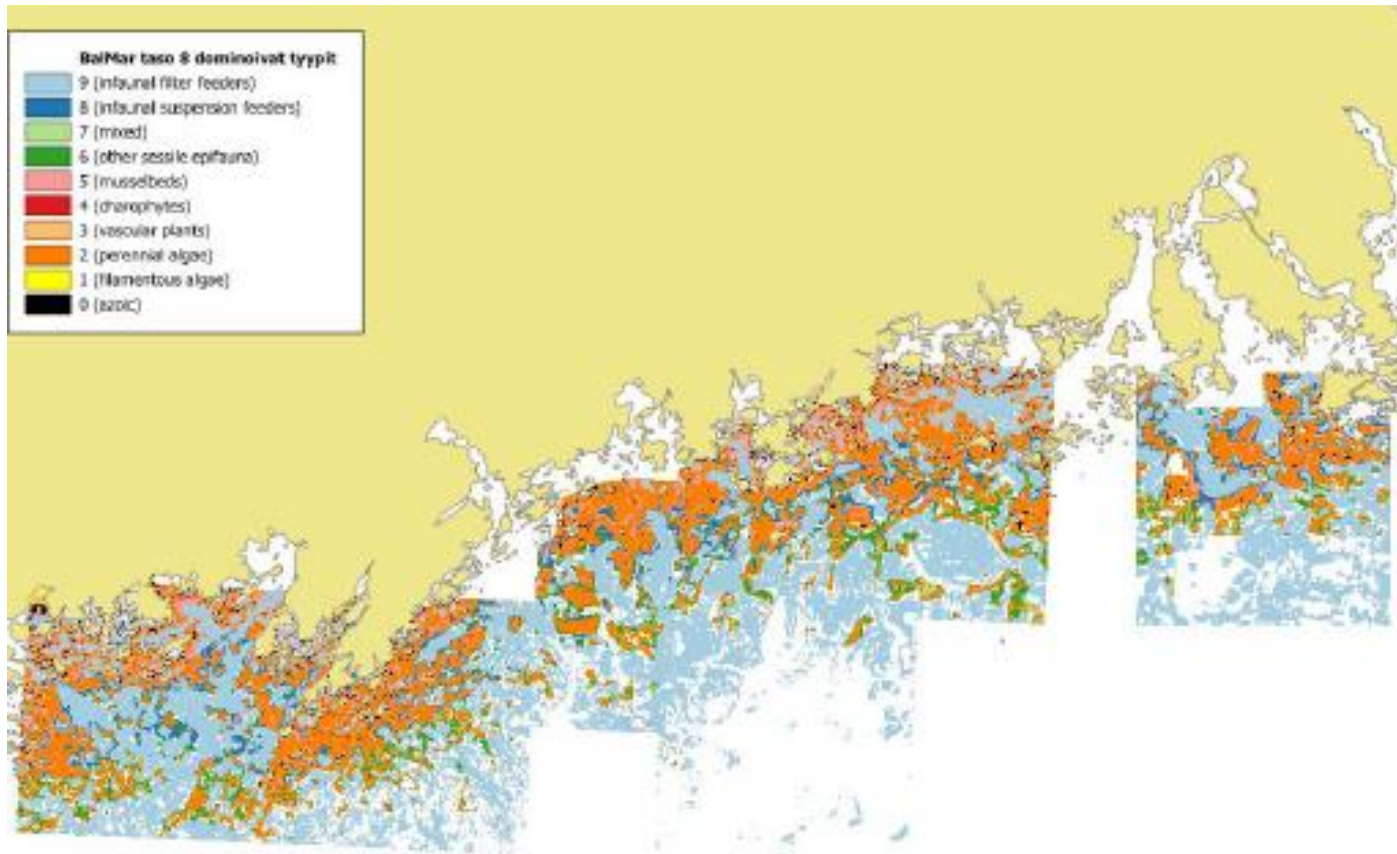 BalMar taso 8 dominoivat tyypit
9 (infaunal filter feeders)
8 (infaunal suspension feeders)
7 (mixed)
6 (other sessile epifauna)
5 (musselbeds)
4 (charophytes)
3 (vascular plants)
2 (perennial algae)
1 (filamentous algae)
0 (azoic)